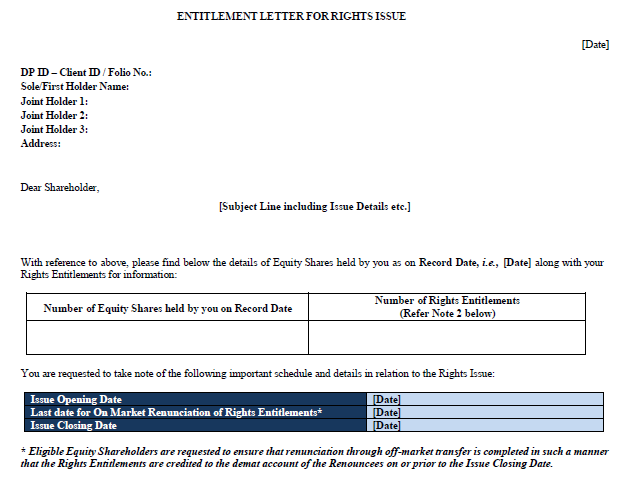 ENTITLEMENT LETTER FOR RIGHTS ISSUE
[Date]
DP ID – Client ID / Folio No.:
Sole/First Holder Name:
Joint Holder 1:
Joint Holder 2:
Joint Holder 3:
Address:
Dear Shareholder,
[Subject Line including Issue Details etc.]
With reference to above, please find below the details of Equity Shares held by you as on Record Date, i.e., [Date] along with your
Rights Entitlements for information:
Number of Equity Shares held by you on Record Date
Number of Rights Entitlements
(Refer Note 2 below)
You are requested to take note of the following important schedule and details in relation to the Rights Issue:
Issue Opening Date [Date]
Last date for On Market Renunciation of Rights Entitlements* [Date]
Issue Closing Date [Date]
* Eligible Equity Shareholders are requested to ensure that renunciation through off-market transfer is completed in such a manner
that the Rights Entitlements are credited to the demat account of the Renouncees on or prior to the Issue Closing Date.